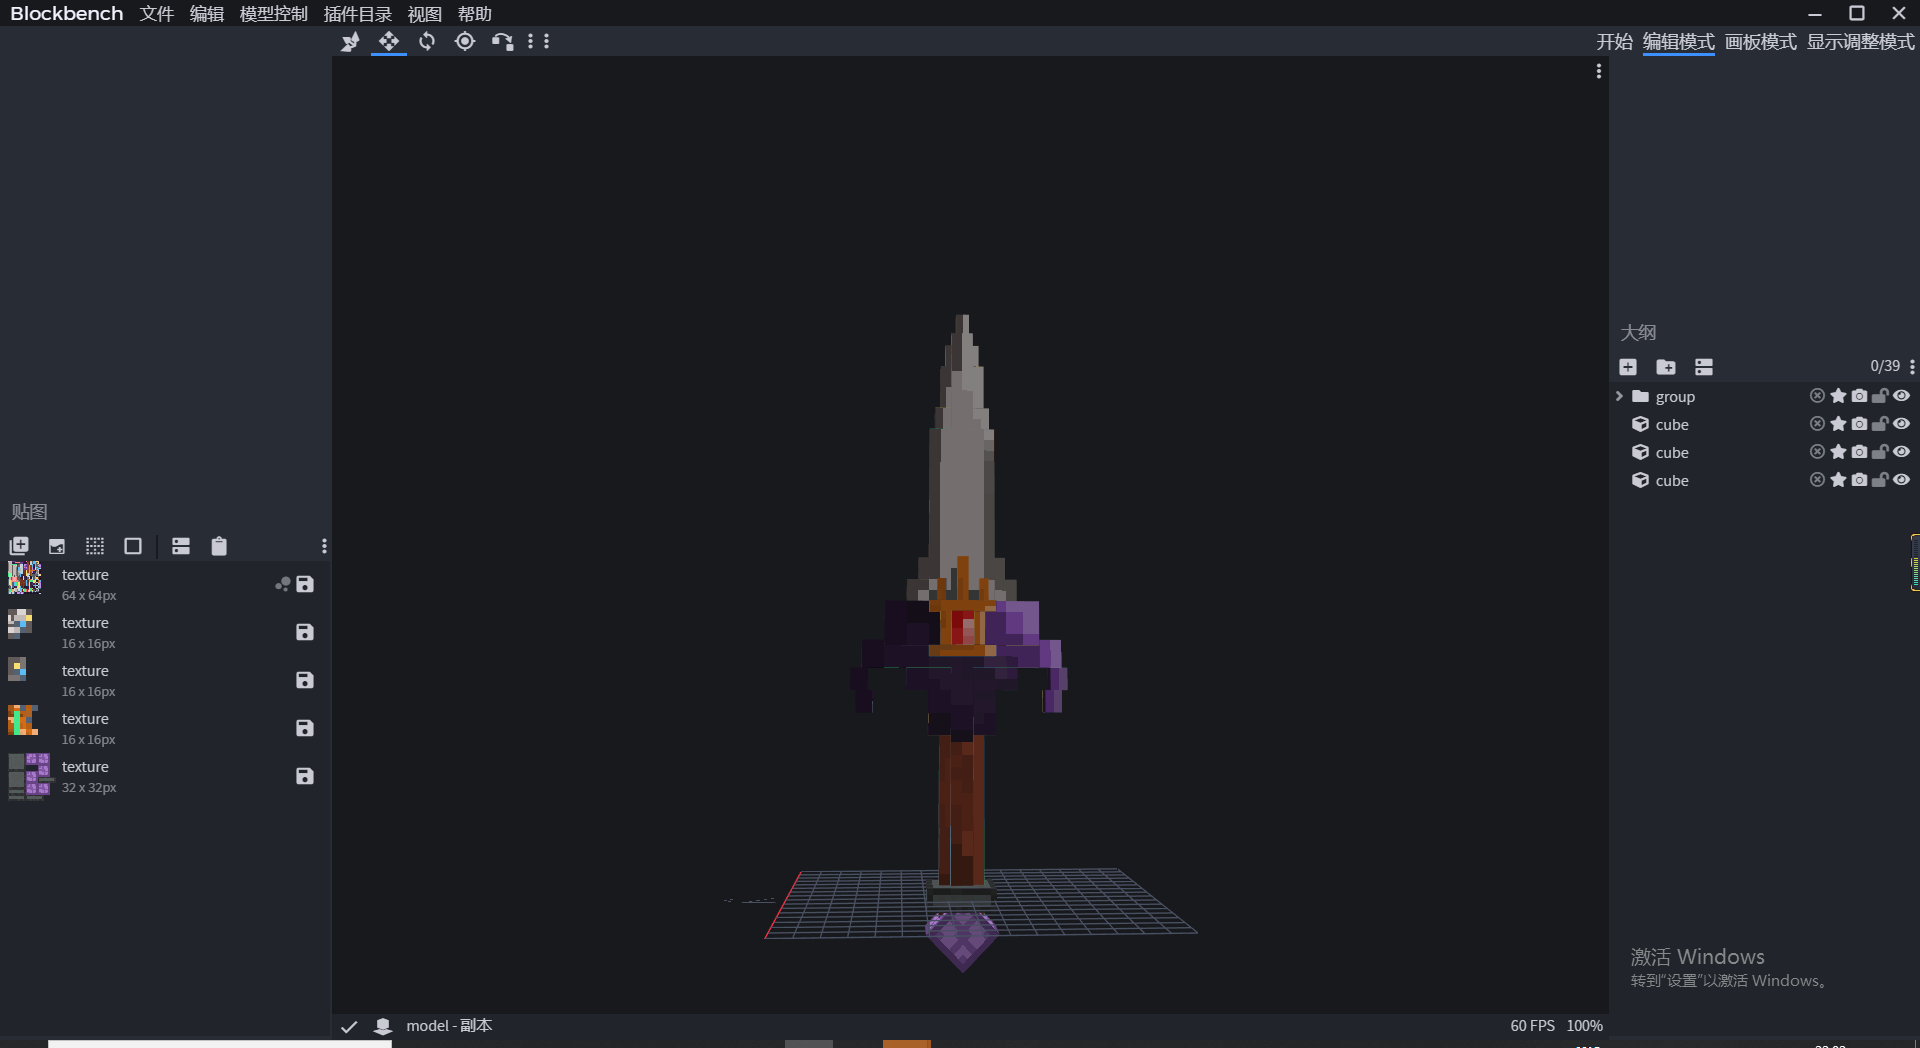 Blockbench 文件 编辑 模型控制 插件目录 视图 帮助
开始 编辑模式 画板模式 显示调整模式
大纲
0/39
group
cube
cube
cube
贴图
texture
64 x 64px
texture
16 x 16px
texture
16 x 16px
texture
16 x 16px
texture
32 x 32px
激活 Windows
转到“设置”以激活 Windows。
model - 副本
60 FPS 100%